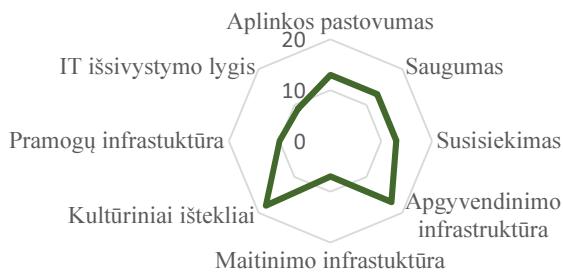 Aplinkos pastovumas
20
IT išsivystymo lygis
Saugumas
10
Pramogų infrastuktūra
0
Susisiekimas
Kultūriniai ištekliai
Apgyvendinimo
infrastruktūra
Maitinimo infrastuktūra